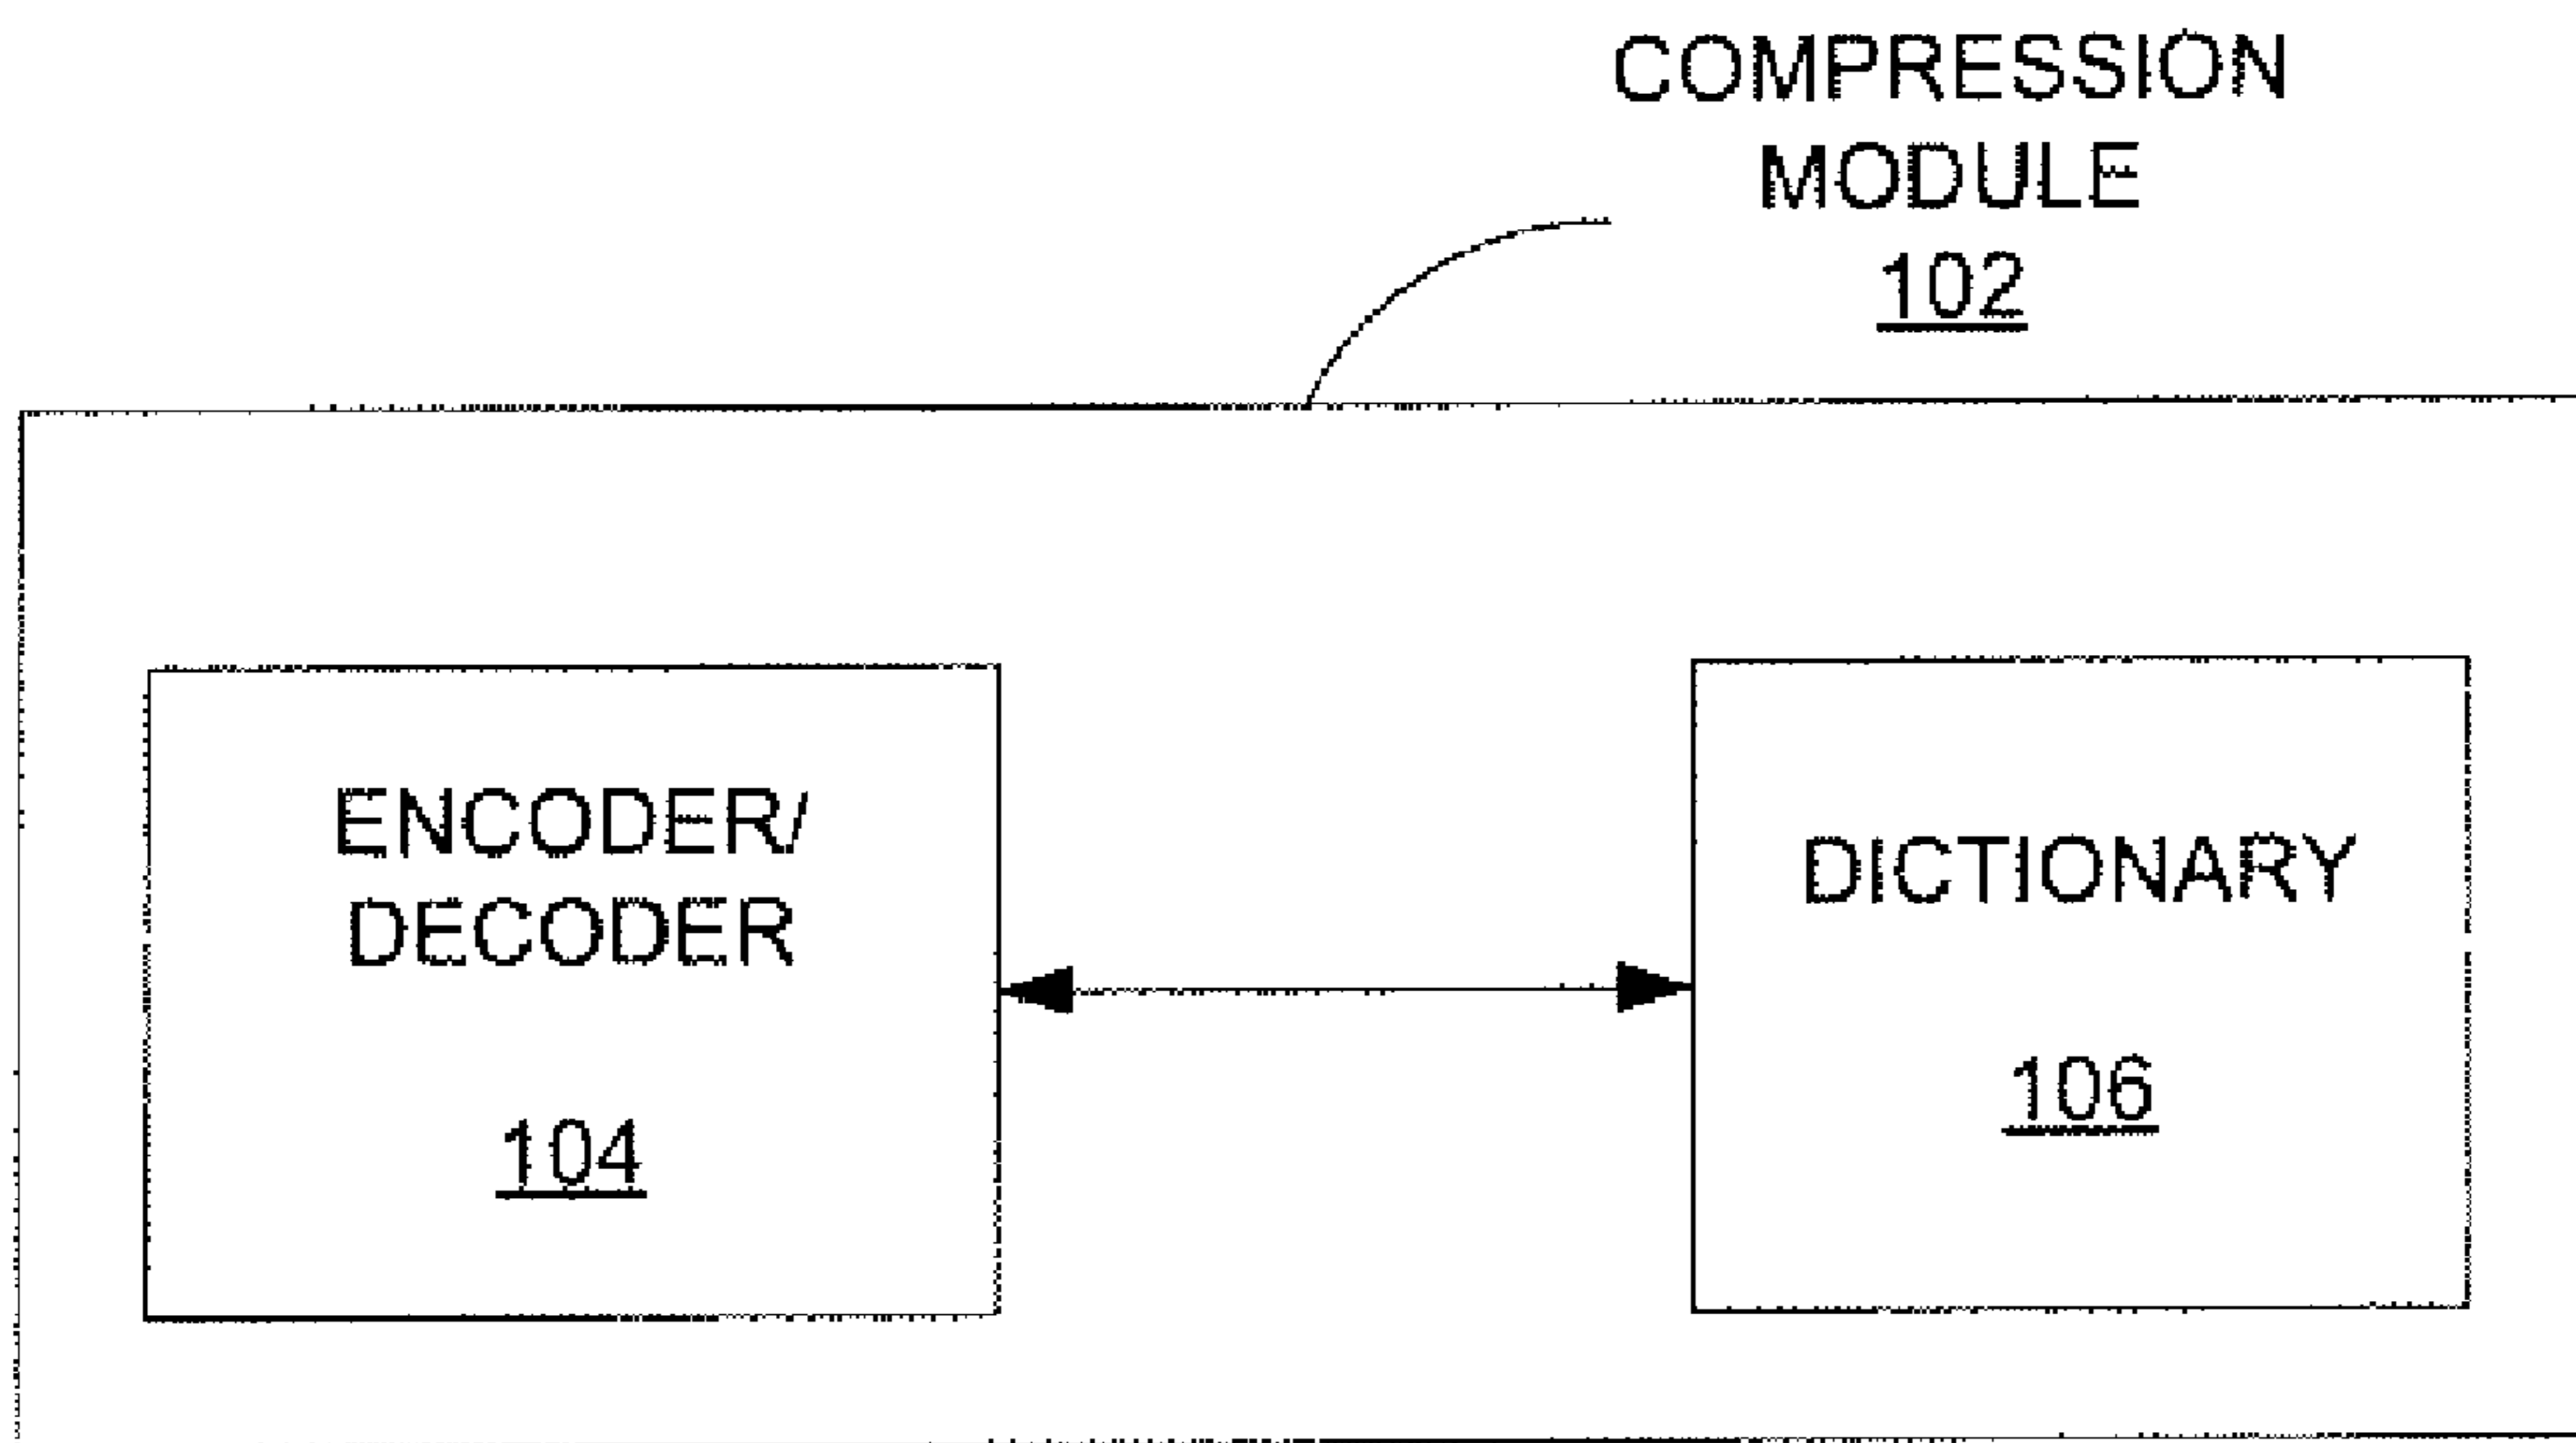 COMPRESSION
MODULE
102
ENCODER/
DECODER
104
DICTIONARY
106